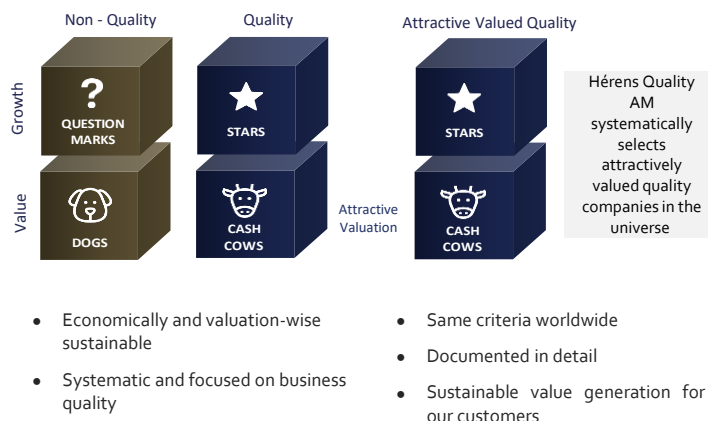 Non - Quality
Quality
Attractive Valued Quality
Growth
?
QUESTION
MARKS
STARS
STARS
Hérens Quality
AM
systematically
selects
attractively
valued quality
companies in the
universe
Value
DOGS
CASH
COWS
Attractive
Valuation
CASH
COWS
• Economically and valuation-wise
sustainable
• Systematic and focused on business
quality
• Same criteria worldwide
• Documented in detail
• Sustainable value generation for
our customers